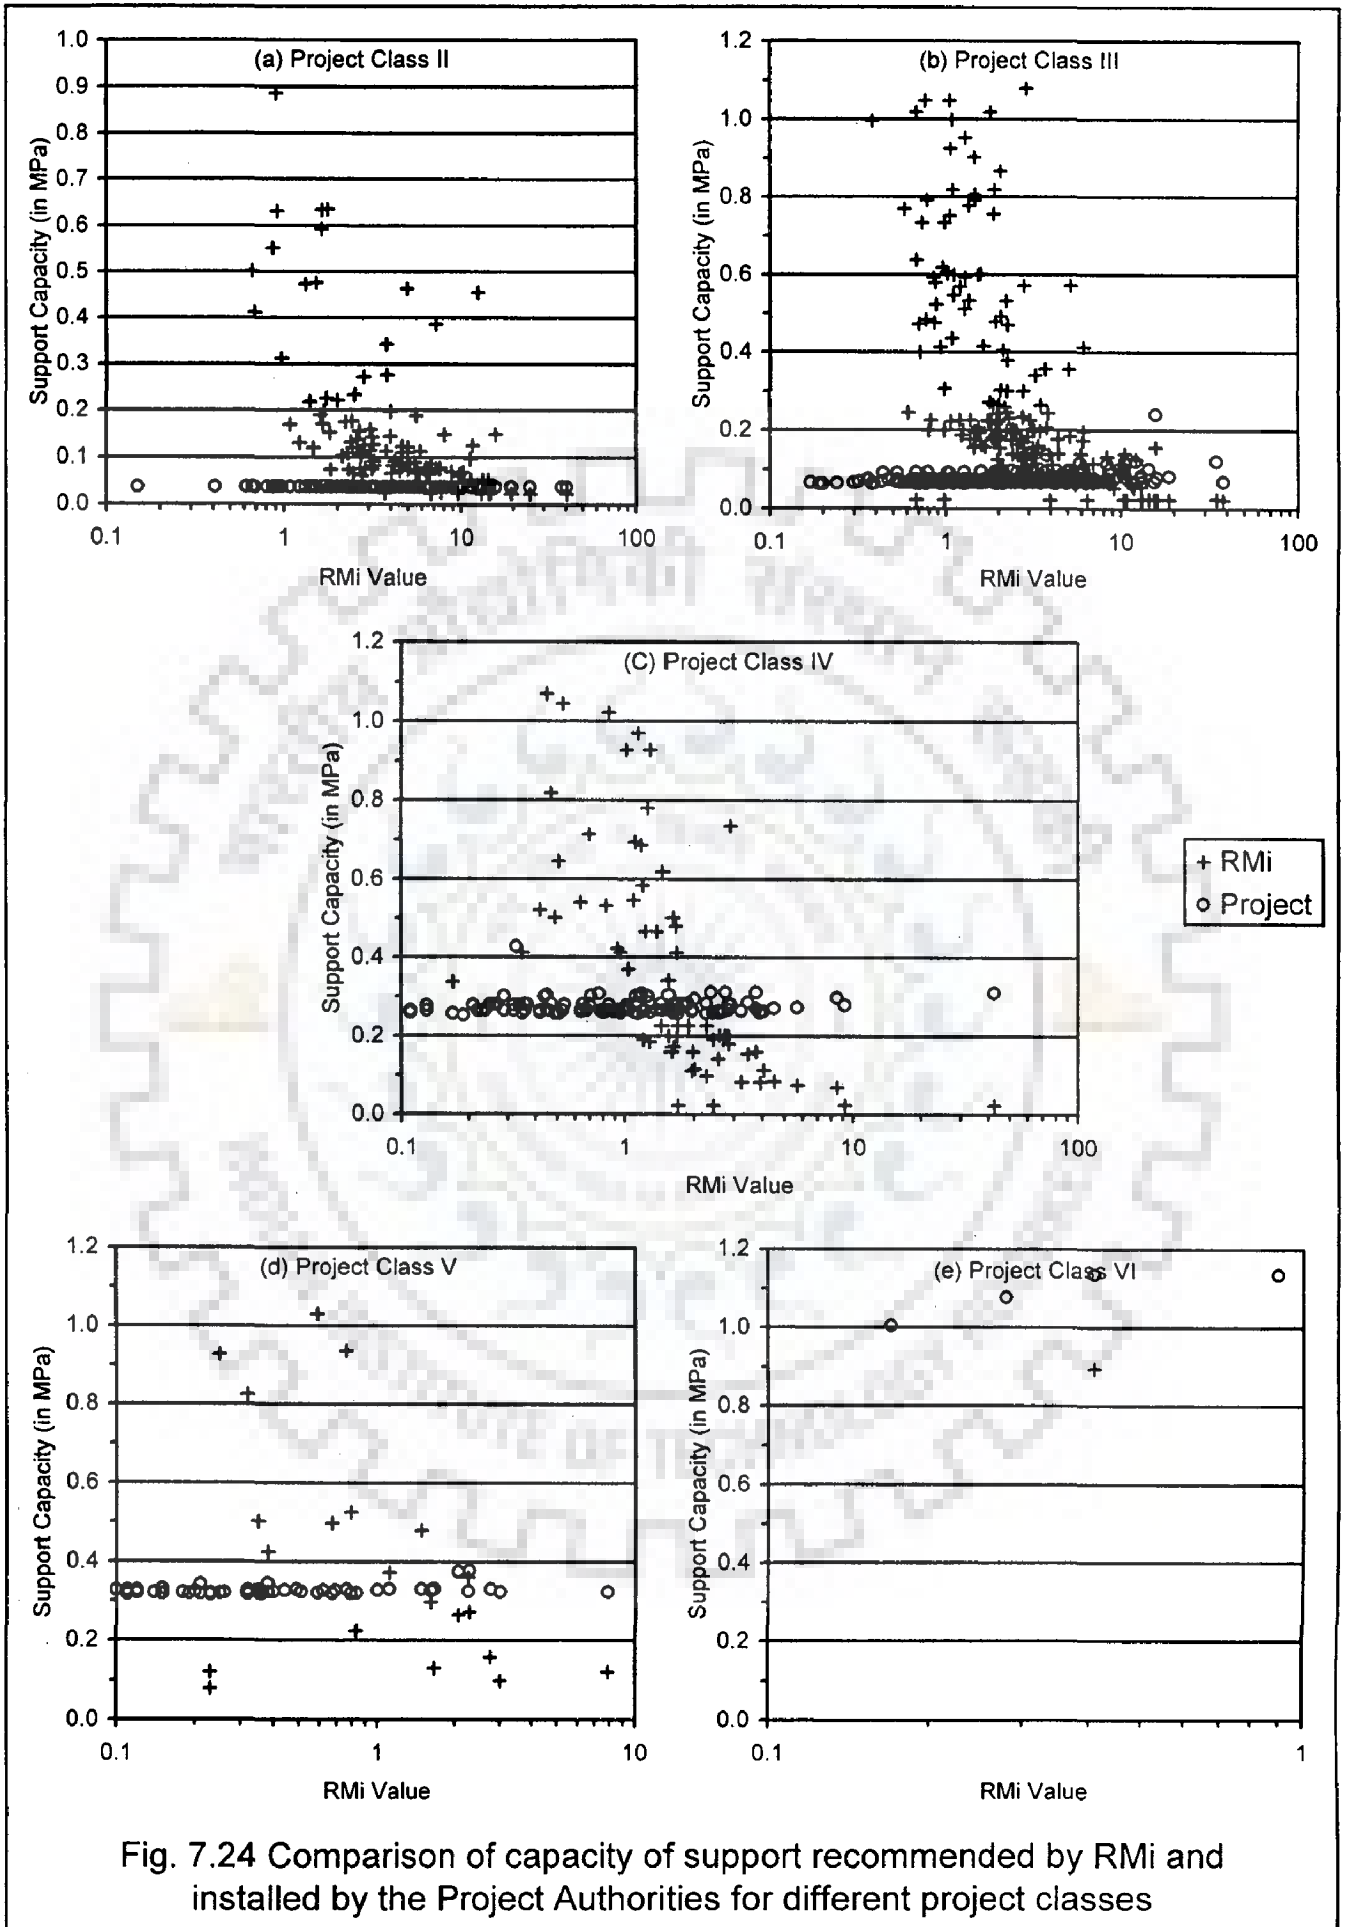 (a) Project Class II
Support Capacity (in MPa)
1.0
0.9
0.8
0.7
0.6
0.5
0.4
0.3
0.2
0.1
0.0
0.1 1 10 100
RMi Value
(b) Project Class III
Support Capacity (in MPa)
1.2
1.0
0.8
0.6
0.4
0.2
0.0
0.1 1 10 100
RMi Value
(C) Project Class IV
Support Capacity (in MPa)
1.2
1.0
0.8
0.6
0.4
0.2
0.0
0.1 1 10 100
RMi Value
+ RMi
o Project
(d) Project Class V
Support Capacity (in MPa)
1.2
1.0
0.8
0.6
0.4
0.2
0.0
0.1 1 10
RMi Value
(e) Project Class VI
Support Capacity (in MPa)
1.2
1.0
0.8
0.6
0.4
0.2
0.0
0.1 1
RMi Value
Fig. 7.24 Comparison of capacity of support recommended by RMi and
installed by the Project Authorities for different project classes